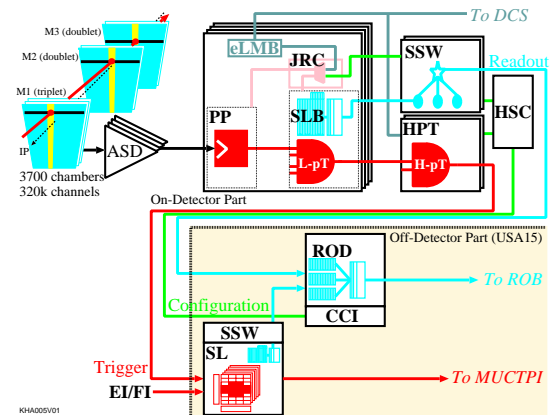 M3 (doublet)
M2 (doublet)
M1 (triplet)
IP
3700 chambers
320k channels
ASD
eLMB
JRC
PP
SLB
L-pT
To DCS
SSW
Readout
HSC
HPT
H-pT
On-Detector Part
Off-Detector Part (USA15)
ROD
To ROB
Configuration
CCI
SSW
SL
Trigger
EI/FI
To MUCTPI
KHA005V01